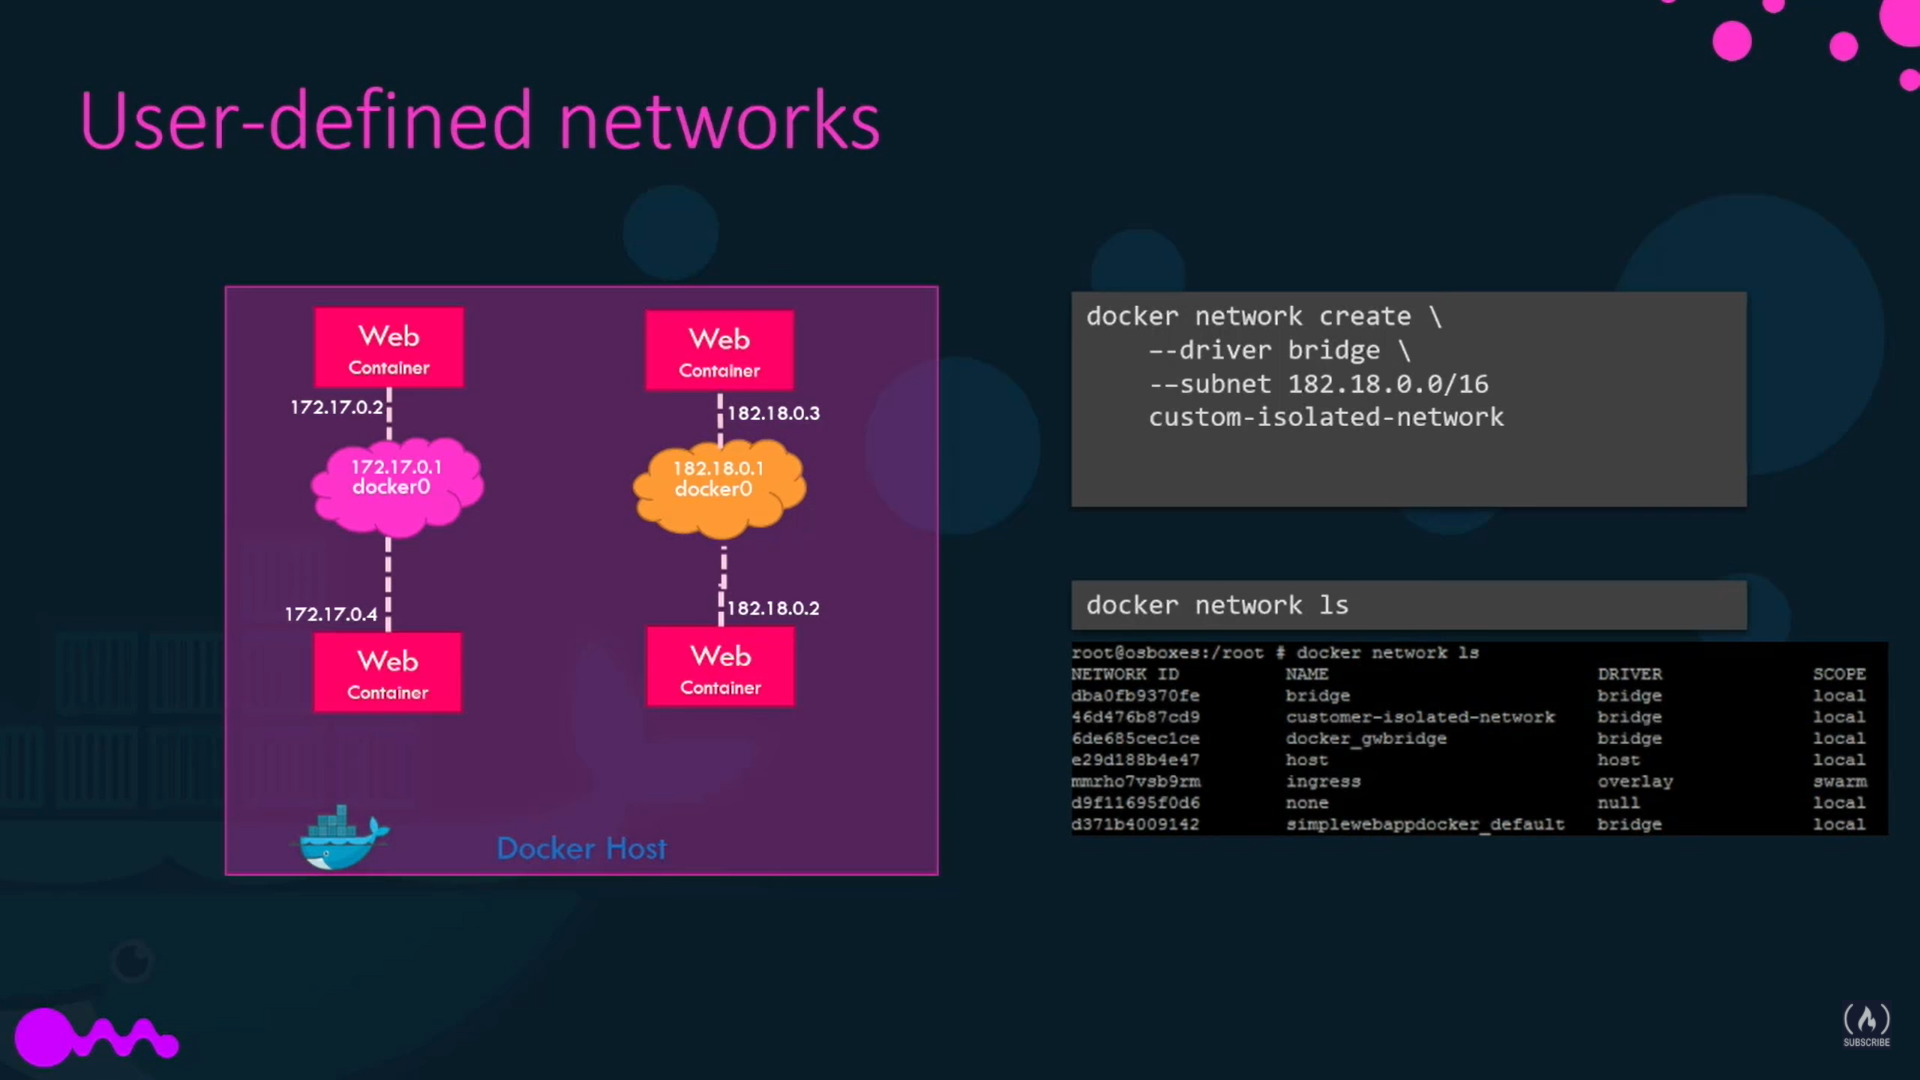 User-defined networks
Web
Container
172.17.0.2
172.17.0.1
docker0
172.17.0.4
Web
Container
Web
Container
182.18.0.3
182.18.0.1
docker0
182.18.0.2
Web
Container
Docker Host
docker network create \
--driver bridge \
--subnet 182.18.0.0/16
custom-isolated-network
docker network ls
root@osboxes:/root # docker network ls
NETWORK ID NAME DRIVER SCOPE
dba0fb9370fe bridge bridge local
46d476b87cd9 customer-isolated-network bridge local
6de685cec1ce docker_gwbridge bridge local
e29d188b4e47 host host local
mmrho7vsb9rm ingress overlay swarm
d9f11695f0d6 none null local
d371b4009142 simplewebappdocker_default bridge local
SUBSCRIBE